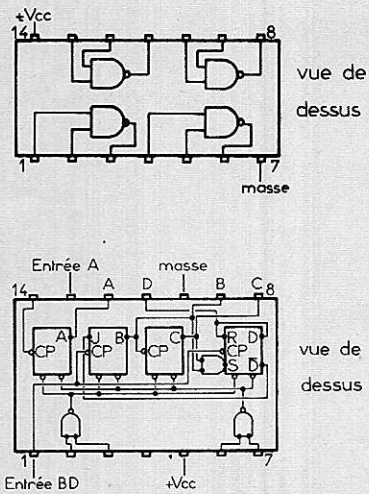 +Vcc
14
8
vue de
dessus
1
7
masse
Entrée A
masse
14
A
D
B
C
8
A
J
B
C
R
D
CP
CP
CP
CP
S
D̅
vue de
dessus
1
7
Entrée BD
+Vcc